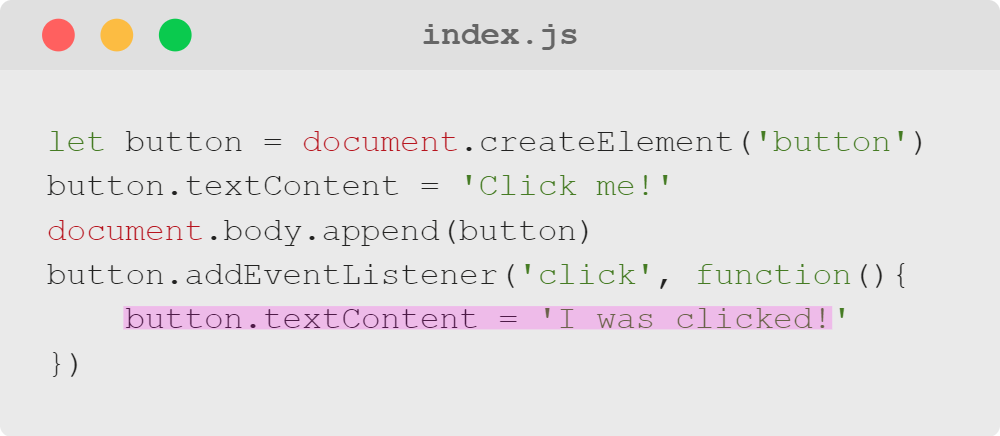 index.js
let button = document.createElement('button')
button.textContent = 'Click me!'
document.body.append(button)
button.addEventListener('click', function(){
    button.textContent = 'I was clicked!'
})